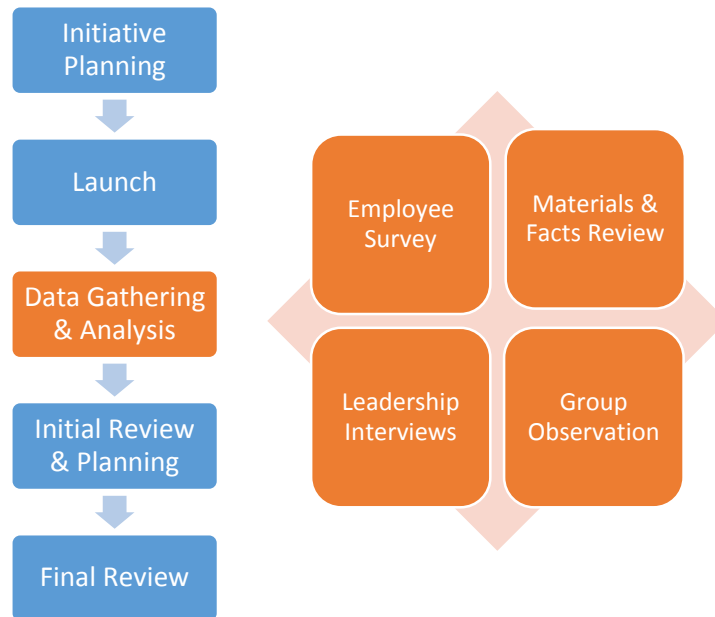 Initiative
Planning
Launch
Data Gathering
& Analysis
Initial Review
& Planning
Final Review
Employee
Survey
Materials &
Facts Review
Leadership
Interviews
Group
Observation